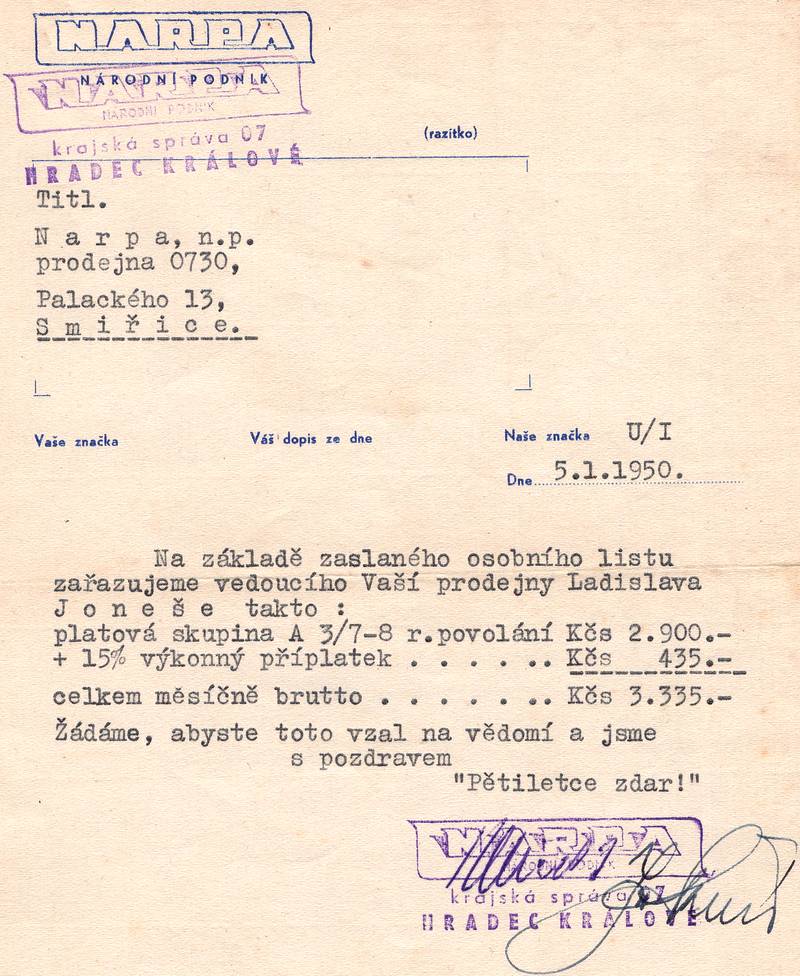 NARPA
NÁRODNÍ PODNIK
NARPA
NÁRODNÍ PODNIK
krajská správa 07
HRADEC KRÁLOVÉ
(razítko)
Titl.
N a r p a, n.p.
prodejna 0730,
Palackého 13,
S m i ř i c e.
Vaše značka
Váš dopis ze dne
Naše značka U/I
Dne 5.1.1950.
Na základě zaslaného osobního listu
zařazujeme vedoucího Vaší prodejny Ladislava
J o n e š e takto :
platová skupina A 3/7-8 r.povolání Kčs 2.900.-
+ 15% výkonný příplatek . . . . . .. Kčs 435.-
celkem měsíčně brutto . . . . . . .. Kčs 3.335.-
Žádáme, abyste toto vzal na vědomí a jsme
s pozdravem
"Pětiletce zdar!"
NARPA
NÁRODNÍ PODNIK
krajská správa 07
HRADEC KRÁLOVÉ